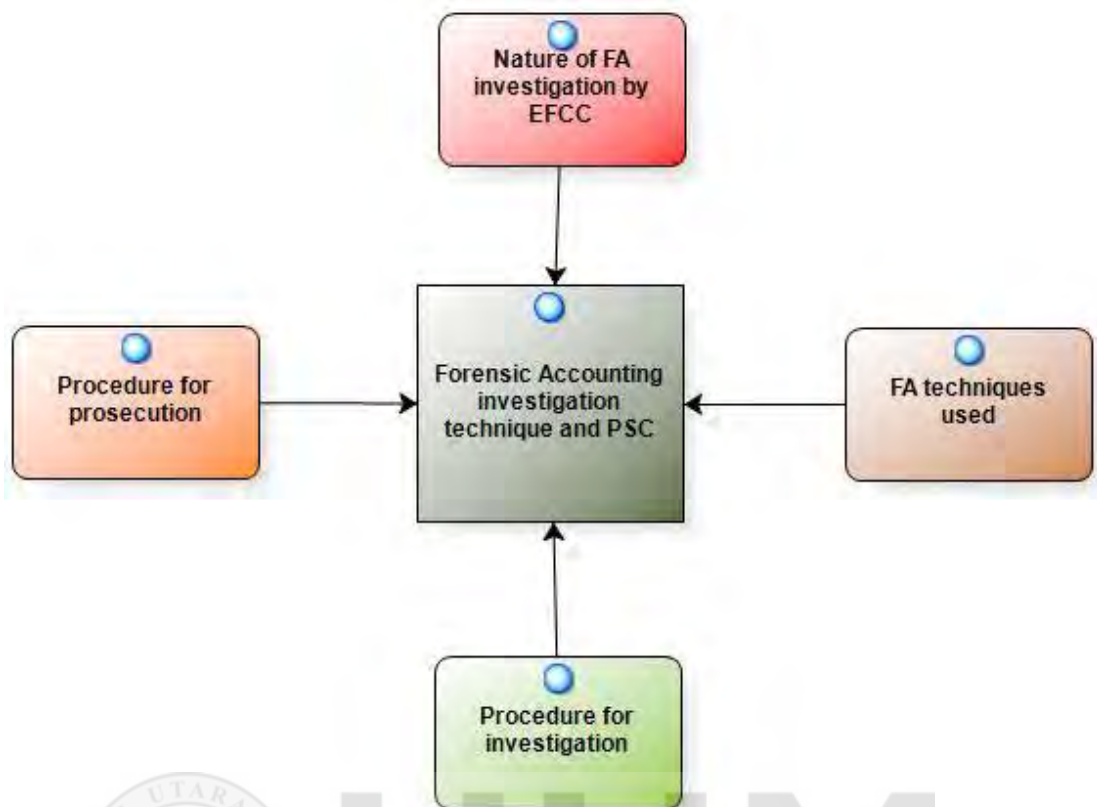 Nature of FA
investigation by
EFCC
Procedure for
prosecution
Forensic Accounting
investigation
technique and PSC
FA techniques
used
Procedure for
investigation
UTARA